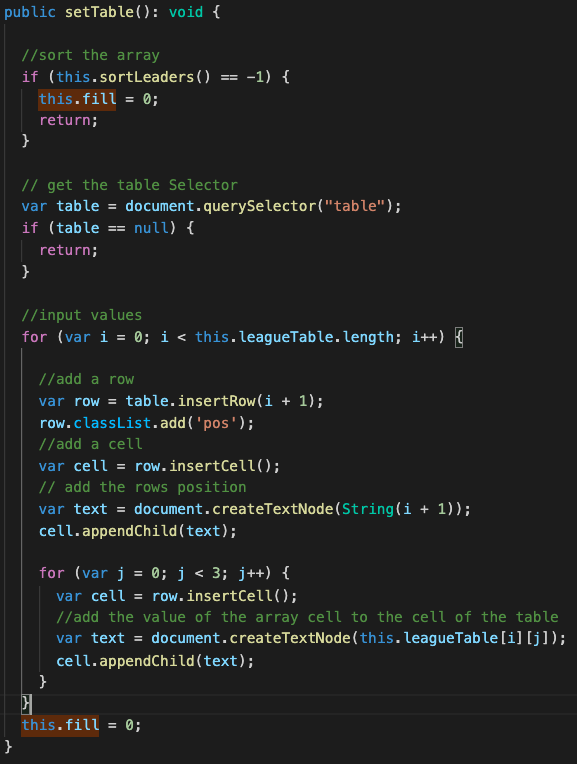 public setTable(): void {
//sort the array
if (this.sortLeaders() == -1) {
this.fill = 0;
return;
}
// get the table Selector
var table = document.querySelector("table");
if (table == null) {
return;
}
//input values
for (var i = 0; i < this.leagueTable.length; i++) {
//add a row
var row = table.insertRow(i + 1);
row.classList.add('pos');
//add a cell
var cell = row.insertCell();
// add the rows position
var text = document.createTextNode(String(i + 1));
cell.appendChild(text);
for (var j = 0; j < 3; j++) {
var cell = row.insertCell();
//add the value of the array cell to the cell of the table
var text = document.createTextNode(this.leagueTable[i][j]);
cell.appendChild(text);
}
}
this.fill = 0;
}